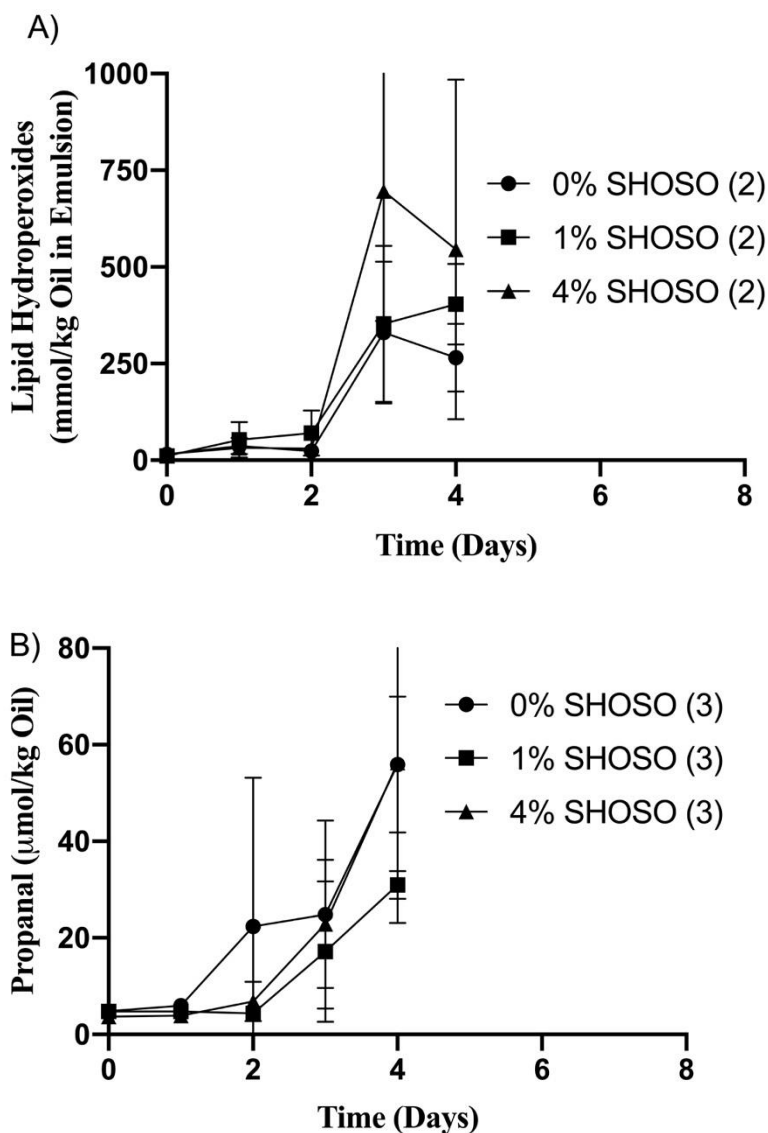 A)
1000
750
500
250
0
Lipid Hydroperoxides
(mmol/kg Oil in Emulsion)
0% SHOSO (2)
1% SHOSO (2)
4% SHOSO (2)
0 2 4 6 8
Time (Days)
B)
80
60
40
20
0
Propanal (μmol/kg Oil)
0% SHOSO (3)
1% SHOSO (3)
4% SHOSO (3)
0 2 4 6 8
Time (Days)